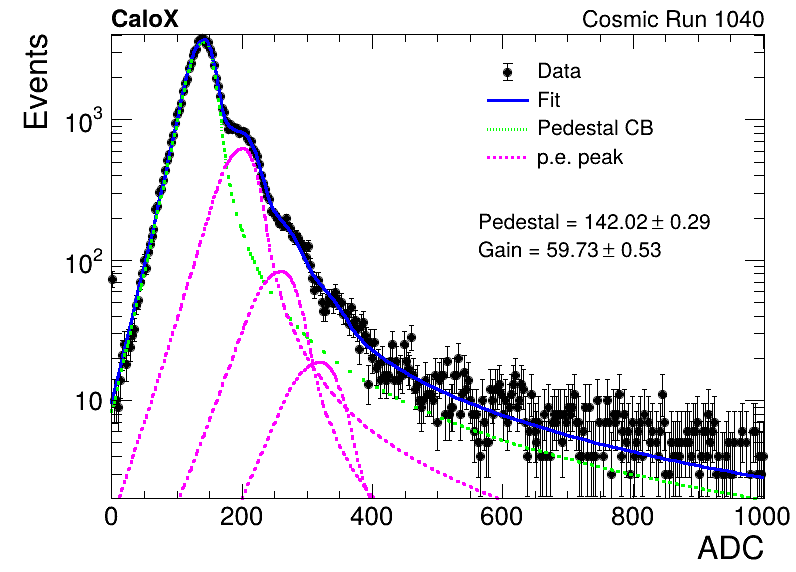 CaloX Cosmic Run 1040
Events
Data
Fit
Pedestal CB
p.e. peak
Pedestal = 142.02 ± 0.29
Gain = 59.73 ± 0.53
10³
10²
10
0 200 400 600 800 1000
ADC